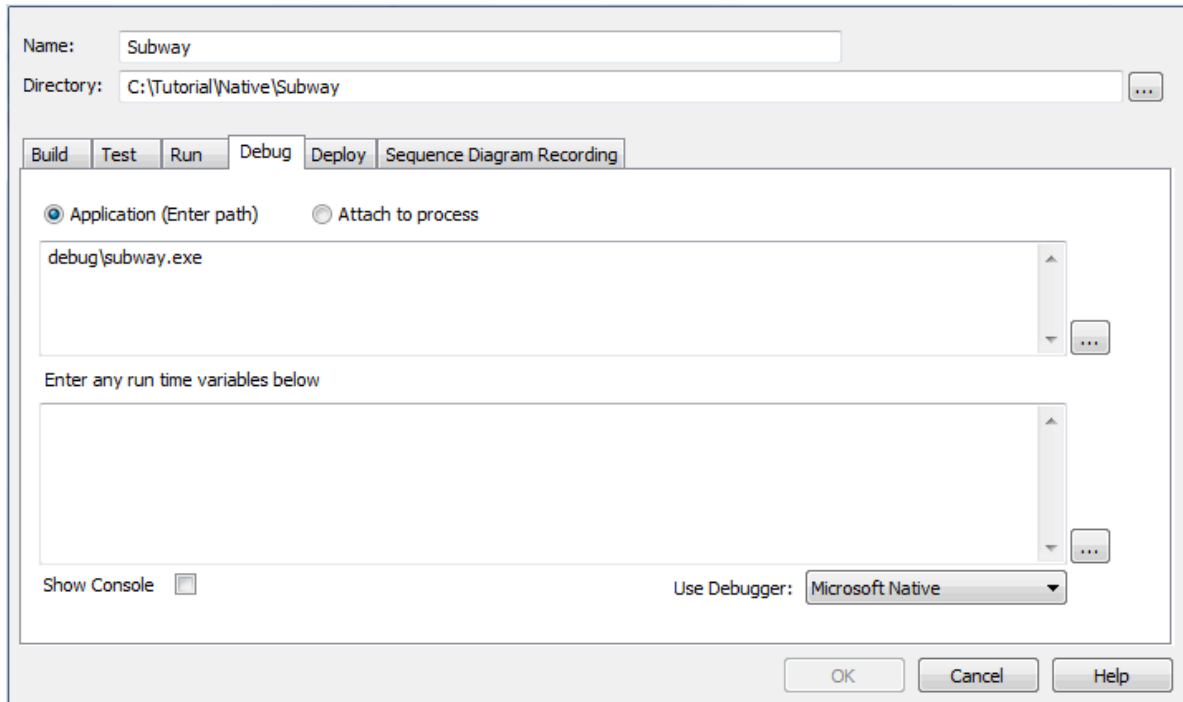 Name: Subway
Directory: C:\Tutorial\Native\Subway ...
Build Test Run Debug Deploy Sequence Diagram Recording
Application (Enter path) Attach to process
debug\subway.exe
...
Enter any run time variables below
...
Show Console Use Debugger: Microsoft Native
OK Cancel Help